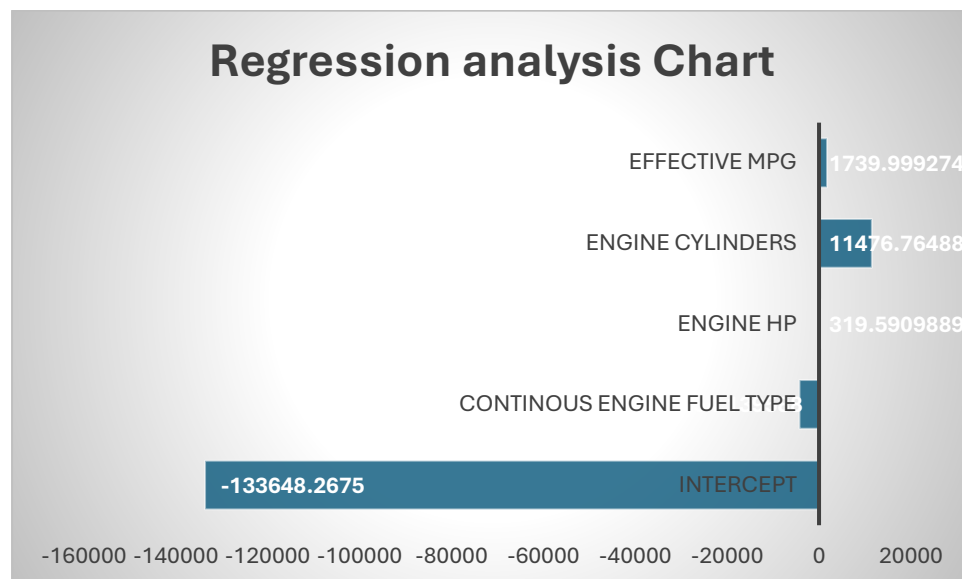 Regression analysis Chart
EFFECTIVE MPG
1739.999274
ENGINE CYLINDERS
11476.76488
ENGINE HP
319.5909889
CONTINOUS ENGINE FUEL TYPE
-133648.2675
INTERCEPT
-160000 -140000 -120000 -100000 -80000 -60000 -40000 -20000 0 20000